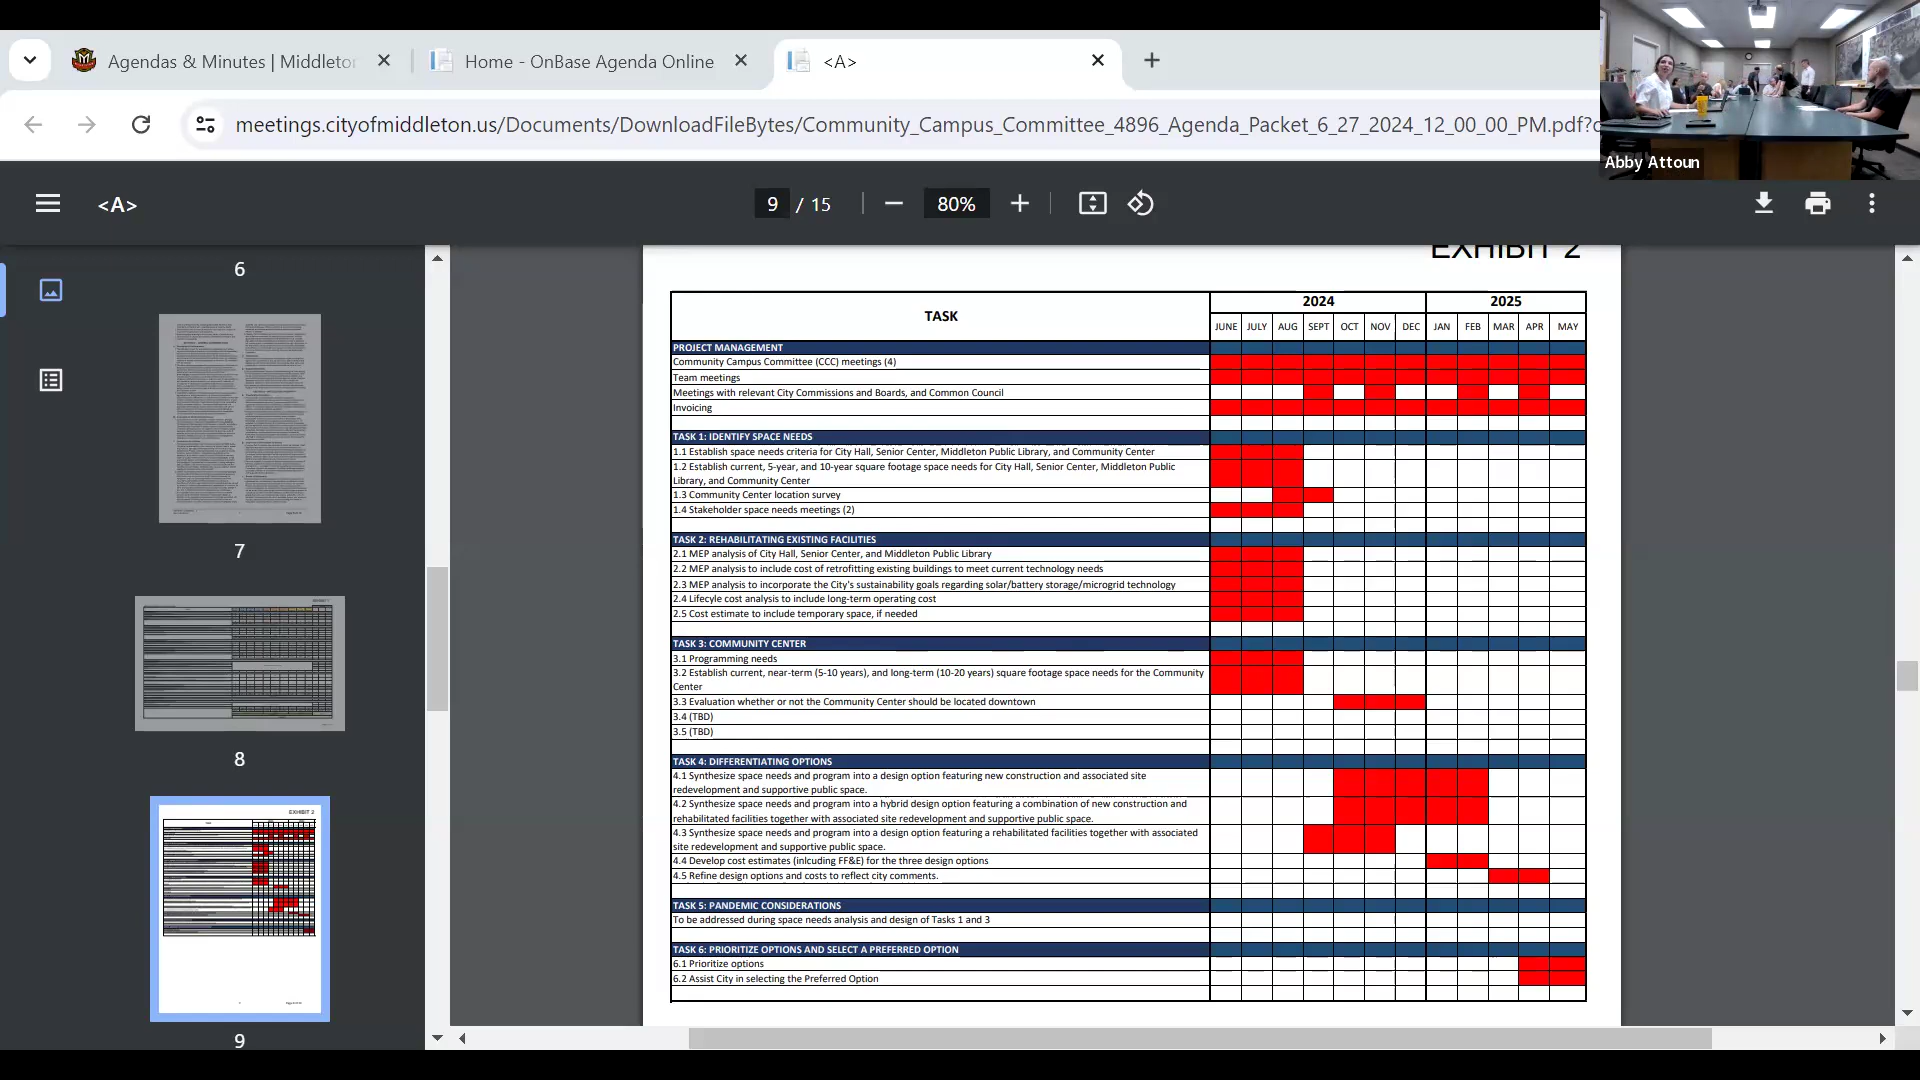 Agendas & Minutes | Middleto
Home - OnBase Agenda Online
<A>
meetings.cityofmiddleton.us/Documents/DownloadFileBytes/Community_Campus_Committee_4896_Agenda_Packet_6_27_2024_12_00_00_PM.pdf?
Abby Attoun
<A>
9 / 15
80%
6
7
8
9
EXHIBIT 2
TASK
2024
2025
JUNE JULY AUG SEPT OCT NOV DEC JAN FEB MAR APR MAY
PROJECT MANAGEMENT
Community Campus Committee (CCC) meetings (4)
Team meetings
Meetings with relevant City Commissions and Boards, and Common Council
Invoicing
TASK 1: IDENTIFY SPACE NEEDS
1.1 Establish space needs criteria for City Hall, Senior Center, Middleton Public Library, and Community Center
1.2 Establish current, 5-year, and 10-year square footage space needs for City Hall, Senior Center, Middleton Public
Library, and Community Center
1.3 Community Center location survey
1.4 Stakeholder space needs meetings (2)
TASK 2: REHABILITATING EXISTING FACILITIES
2.1 MEP analysis of City Hall, Senior Center, and Middleton Public Library
2.2 MEP analysis to include cost of retrofitting existing buildings to meet current technology needs
2.3 MEP analysis to incorporate the City's sustainability goals regarding solar/battery storage/microgrid technology
2.4 Lifecyle cost analysis to include long-term operating cost
2.5 Cost estimate to include temporary space, if needed
TASK 3: COMMUNITY CENTER
3.1 Programming needs
3.2 Establish current, near-term (5-10 years), and long-term (10-20 years) square footage space needs for the Community
Center
3.3 Evaluation whether or not the Community Center should be located downtown
3.4 (TBD)
3.5 (TBD)
TASK 4: DIFFERENTIATING OPTIONS
4.1 Synthesize space needs and program into a design option featuring new construction and associated site
redevelopment and supportive public space.
4.2 Synthesize space needs and program into a hybrid design option featuring a combination of new construction and
rehabilitated facilities together with associated site redevelopment and supportive public space.
4.3 Synthesize space needs and program into a design option featuring a rehabilitated facilities together with associated
site redevelopment and supportive public space.
4.4 Develop cost estimates (inlcuding FF&E) for the three design options
4.5 Refine design options and costs to reflect city comments.
TASK 5: PANDEMIC CONSIDERATIONS
To be addressed during space needs analysis and design of Tasks 1 and 3
TASK 6: PRIORITIZE OPTIONS AND SELECT A PREFERRED OPTION
6.1 Prioritize options
6.2 Assist City in selecting the Preferred Option